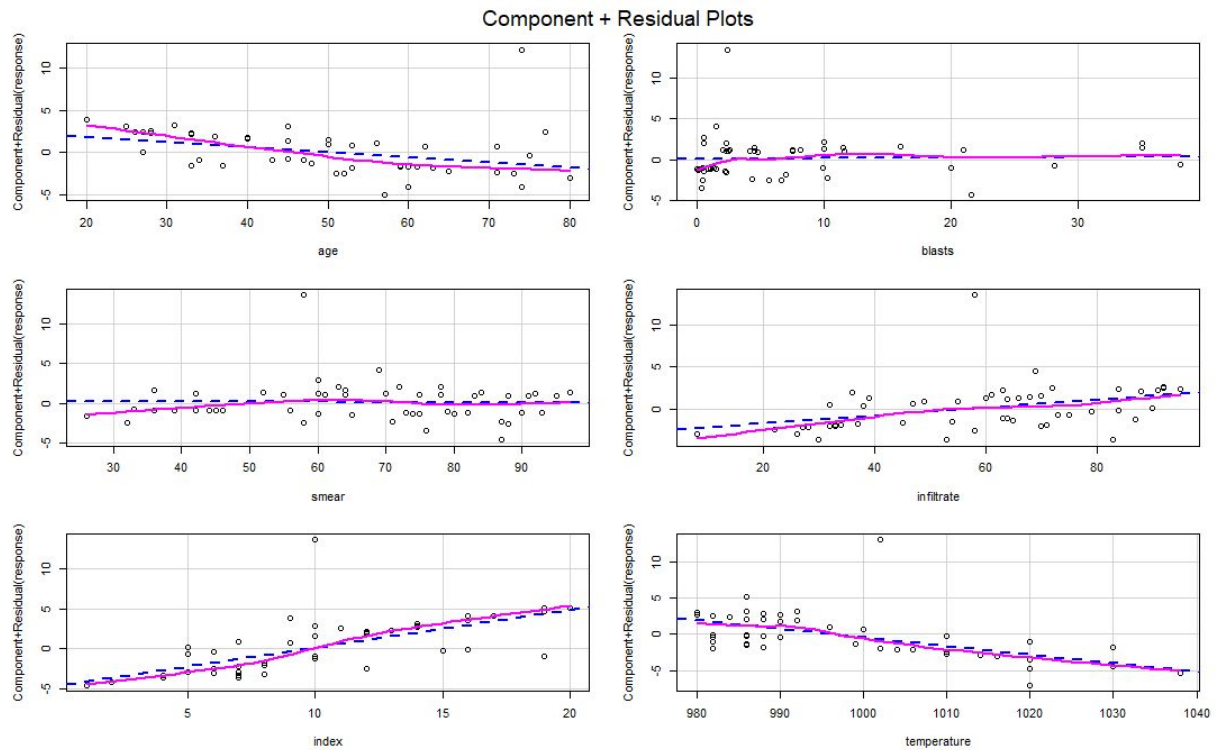 Component + Residual Plots
Component+Residual(response)
10
5
0
-5
20 30 40 50 60 70 80
age
Component+Residual(response)
10
5
0
-5
0 10 20 30
blasts
Component+Residual(response)
10
5
0
-5
30 40 50 60 70 80 90
smear
Component+Residual(response)
10
5
0
20 40 60 80
infiltrate
Component+Residual(response)
10
5
0
-5
5 10 15 20
index
Component+Residual(response)
10
5
0
-5
980 990 1000 1010 1020 1030 1040
temperature